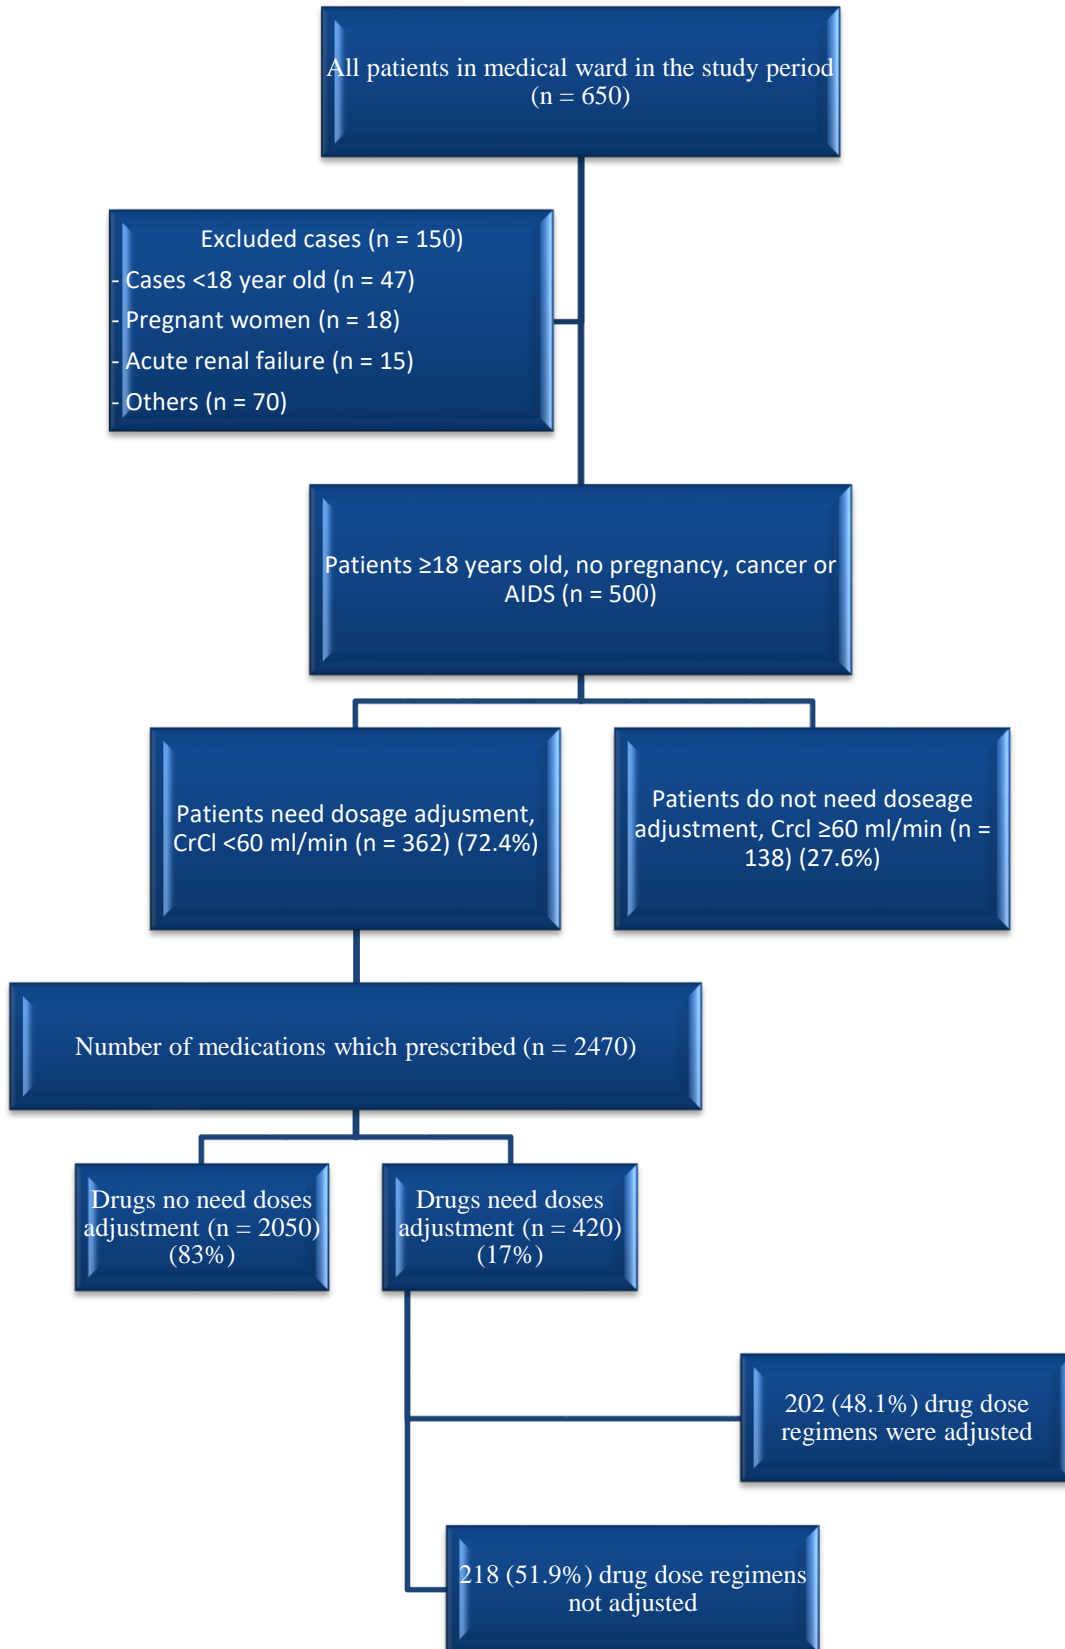 All patients in medical ward in the study period
(n = 650)
Excluded cases (n = 150)
- Cases <18 year old (n = 47)
- Pregnant women (n = 18)
- Acute renal failure (n = 15)
- Others (n = 70)
Patients ≥18 years old, no pregnancy, cancer or
AIDS (n = 500)
Patients need dosage adjusment,
CrCl <60 ml/min (n = 362) (72.4%)
Patients do not need doseage
adjustment, Crcl ≥60 ml/min (n =
138) (27.6%)
Number of medications which prescribed (n = 2470)
Drugs no need doses
adjustment (n = 2050)
(83%)
Drugs need doses
adjustment (n = 420)
(17%)
202 (48.1%) drug dose
regimens were adjusted
218 (51.9%) drug dose regimens
not adjusted